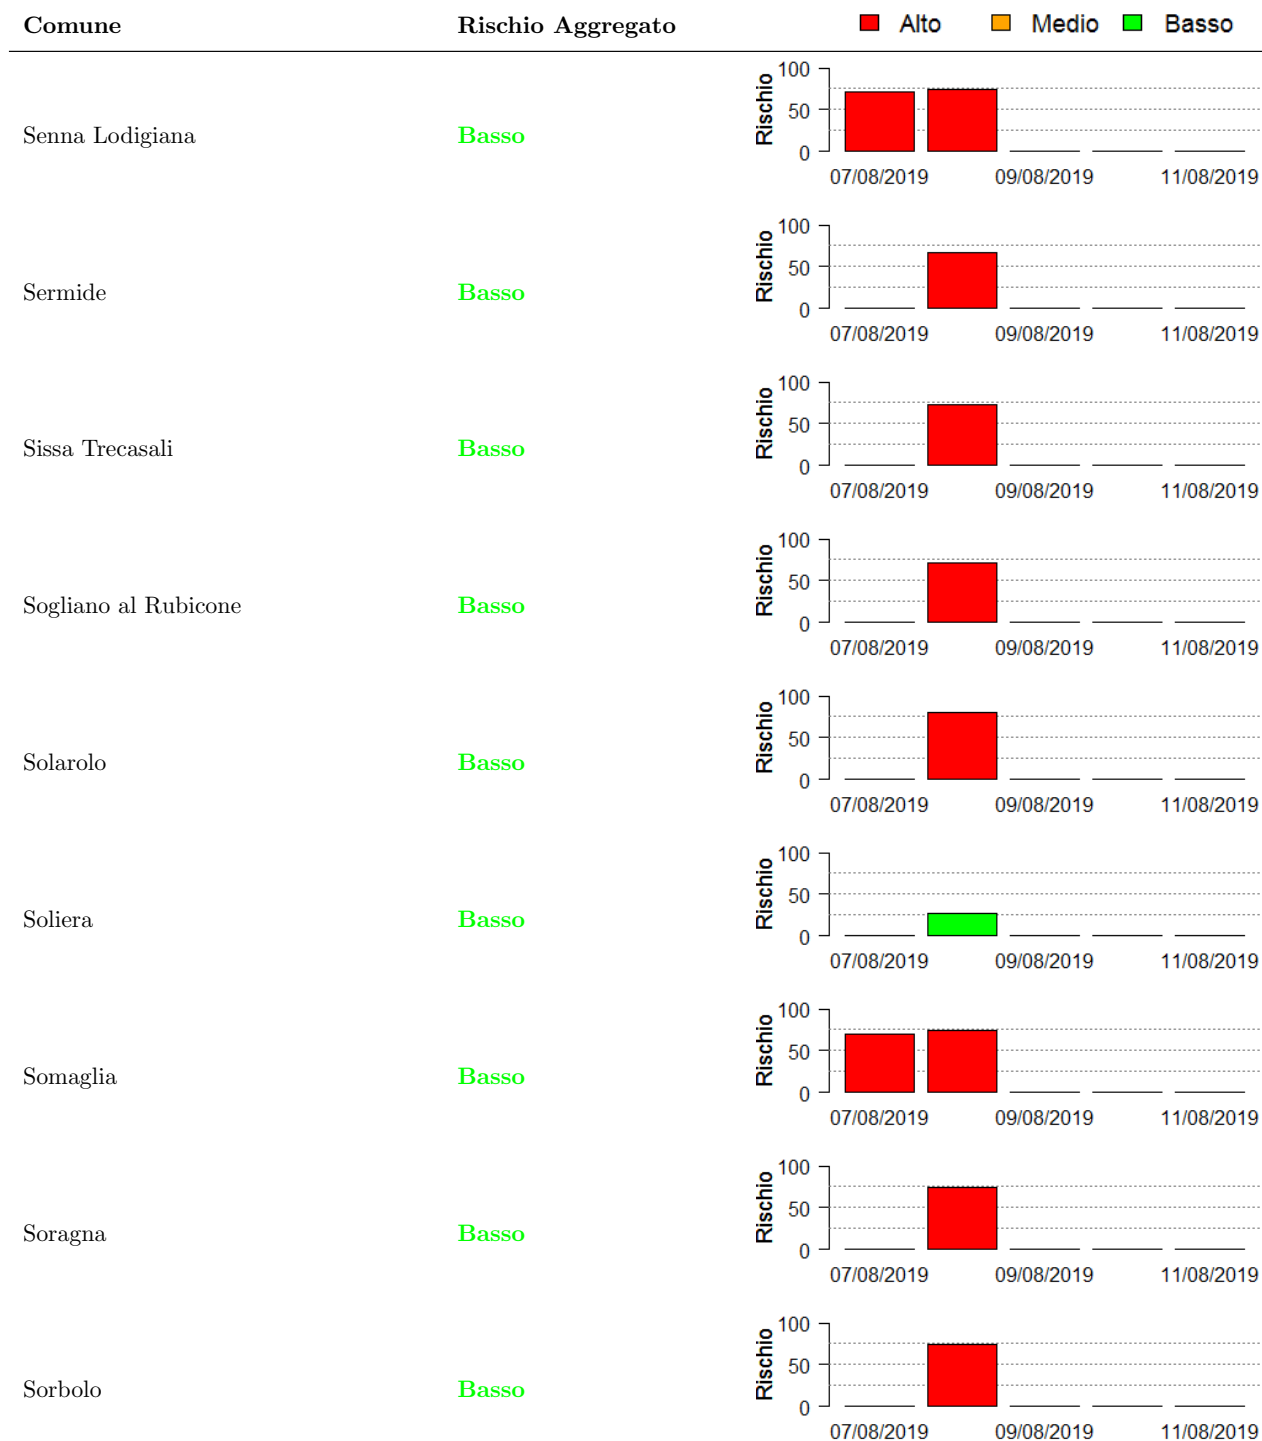 Comune Rischio Aggregato Alto Medio Basso
Senna Lodigiana Basso Rischio 100 50 0
07/08/2019 09/08/2019 11/08/2019
Sermide Basso Rischio 100 50 0
07/08/2019 09/08/2019 11/08/2019
Sissa Trecasali Basso Rischio 100 50 0
07/08/2019 09/08/2019 11/08/2019
Sogliano al Rubicone Basso Rischio 100 50 0
07/08/2019 09/08/2019 11/08/2019
Solarolo Basso Rischio 100 50 0
07/08/2019 09/08/2019 11/08/2019
Soliera Basso Rischio 100 50 0
07/08/2019 09/08/2019 11/08/2019
Somaglia Basso Rischio 100 50 0
07/08/2019 09/08/2019 11/08/2019
Soragna Basso Rischio 100 50 0
07/08/2019 09/08/2019 11/08/2019
Sorbolo Basso Rischio 100 50 0
07/08/2019 09/08/2019 11/08/2019